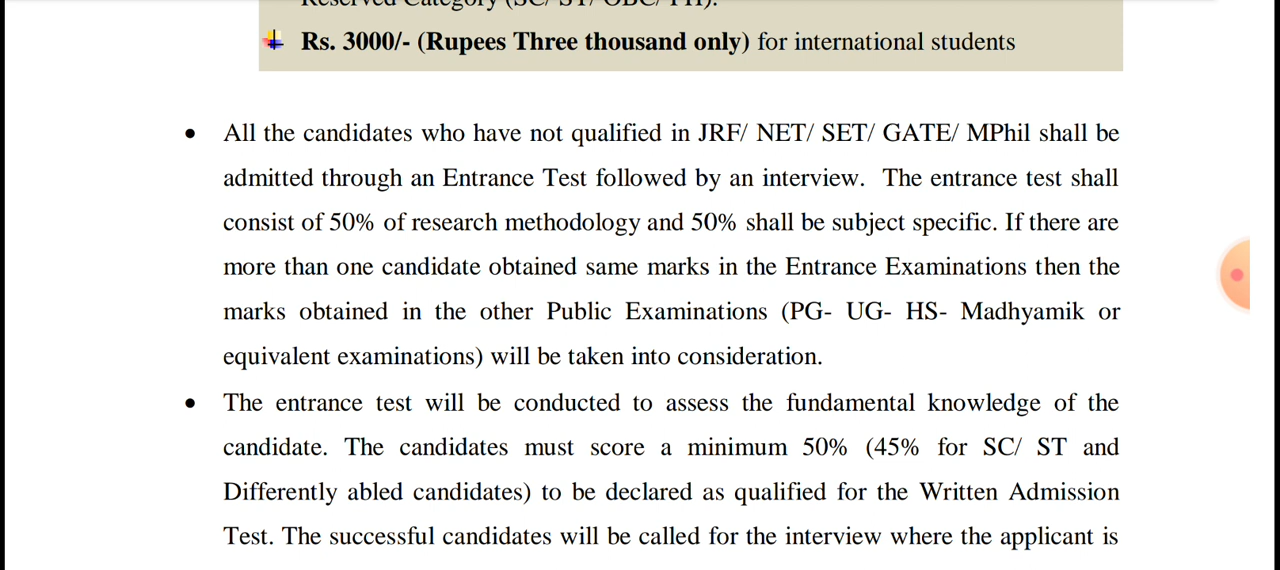 Reserved Category (SC/ ST/ OBC/ PH).
Rs. 3000/- (Rupees Three thousand only) for international students
• All the candidates who have not qualified in JRF/ NET/ SET/ GATE/ MPhil shall be
admitted through an Entrance Test followed by an interview. The entrance test shall
consist of 50% of research methodology and 50% shall be subject specific. If there are
more than one candidate obtained same marks in the Entrance Examinations then the
marks obtained in the other Public Examinations (PG- UG- HS- Madhyamik or
equivalent examinations) will be taken into consideration.
• The entrance test will be conducted to assess the fundamental knowledge of the
candidate. The candidates must score a minimum 50% (45% for SC/ ST and
Differently abled candidates) to be declared as qualified for the Written Admission
Test. The successful candidates will be called for the interview where the applicant is